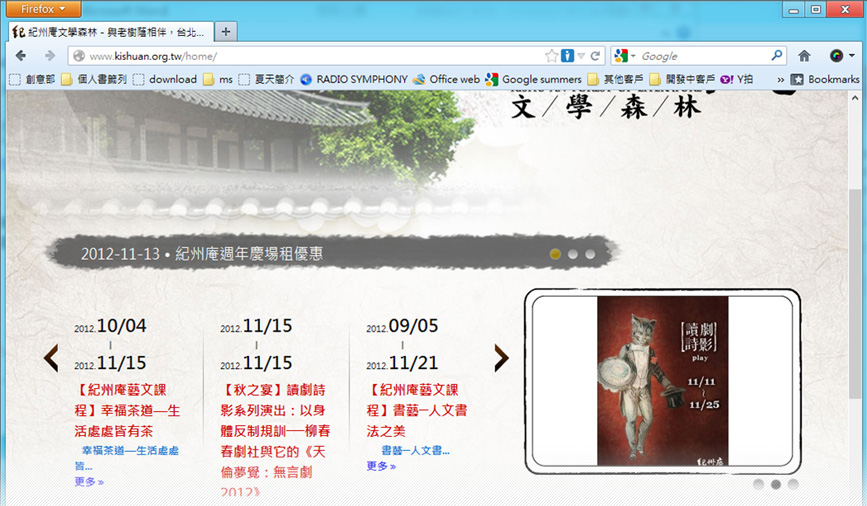 Firefox
紀州庵文學森林 - 與老樹蔭相伴，台北...
www.kishuan.org.tw/home/
Google
創意部 個人書籤列 download ms 夏天簡介 RADIO SYMPHONY Office web Google summers 其他客戶 開發中客戶 Y拍 » Bookmarks
文/學/森/林
2012-11-13 • 紀州庵週年慶場租優惠
2012.10/04
2012.11/15
【紀州庵藝文課
程】幸福茶道—生
活處處皆有茶
幸福茶道—生活處處
皆...
更多 »
2012.11/15
2012.11/15
【秋之宴】讀劇詩
影系列演出：以身
體反制規訓──柳春
春劇社與它的《天
倫夢覺：無言劇
2012》
2012.09/05
2012.11/21
【紀州庵藝文課
程】書藝─人文書
法之美
書藝─人文書...
更多 »
讀劇
詩影
play
11/11
~
11/25
紀州庵